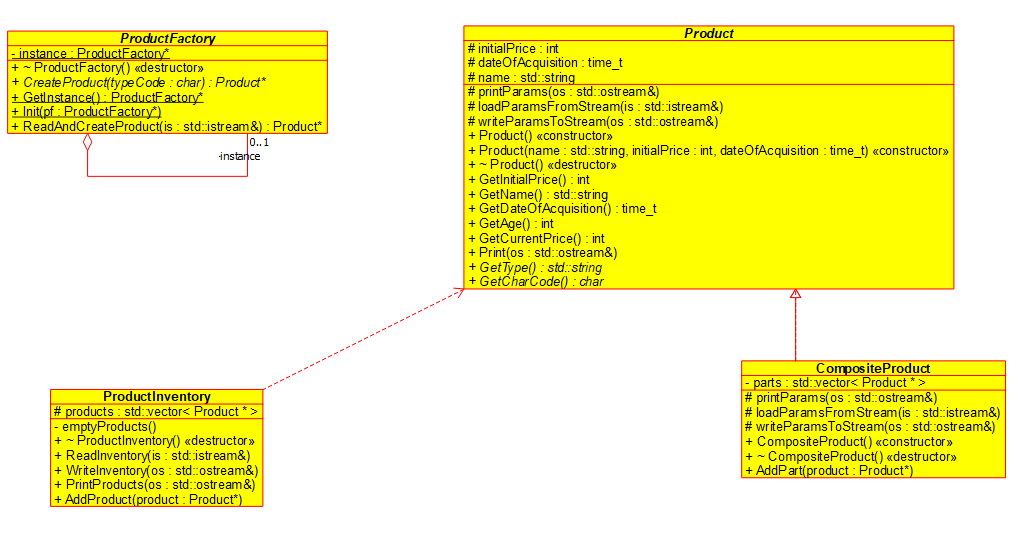 ProductFactory
- instance : ProductFactory*
+ ~ ProductFactory() «destructor»
+ CreateProduct(typeCode : char) : Product*
+ GetInstance() : ProductFactory*
+ Init(pf : ProductFactory*)
+ ReadAndCreateProduct(is : std::istream&) : Product*
0..1
-instance
Product
# initialPrice : int
# dateOfAcquisition : time_t
# name : std::string
# printParams(os : std::ostream&)
# loadParamsFromStream(is : std::istream&)
# writeParamsToStream(os : std::ostream&)
+ Product() «constructor»
+ Product(name : std::string, initialPrice : int, dateOfAcquisition : time_t) «constructor»
+ ~ Product() «destructor»
+ GetInitialPrice() : int
+ GetName() : std::string
+ GetDateOfAcquisition() : time_t
+ GetAge() : int
+ GetCurrentPrice() : int
+ Print(os : std::ostream&)
+ GetType() : std::string
+ GetCharCode() : char
ProductInventory
# products : std::vector< Product * >
- emptyProducts()
+ ~ ProductInventory() «destructor»
+ ReadInventory(is : std::istream&)
+ WriteInventory(os : std::ostream&)
+ PrintProducts(os : std::ostream&)
+ AddProduct(product : Product*)
CompositeProduct
- parts : std::vector< Product * >
# printParams(os : std::ostream&)
# loadParamsFromStream(is : std::istream&)
# writeParamsToStream(os : std::ostream&)
+ CompositeProduct() «constructor»
+ ~ CompositeProduct() «destructor»
+ AddPart(product : Product*)